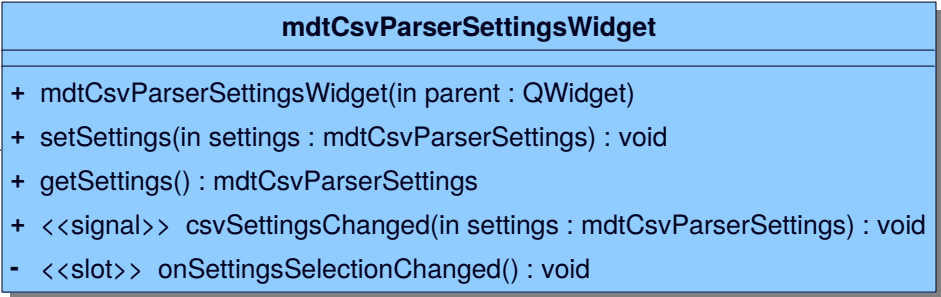 mdtCsvParserSettingsWidget
+ mdtCsvParserSettingsWidget(in parent : QWidget)
+ setSettings(in settings : mdtCsvParserSettings) : void
+ getSettings() : mdtCsvParserSettings
+ <<signal>> csvSettingsChanged(in settings : mdtCsvParserSettings) : void
- <<slot>> onSettingsSelectionChanged() : void